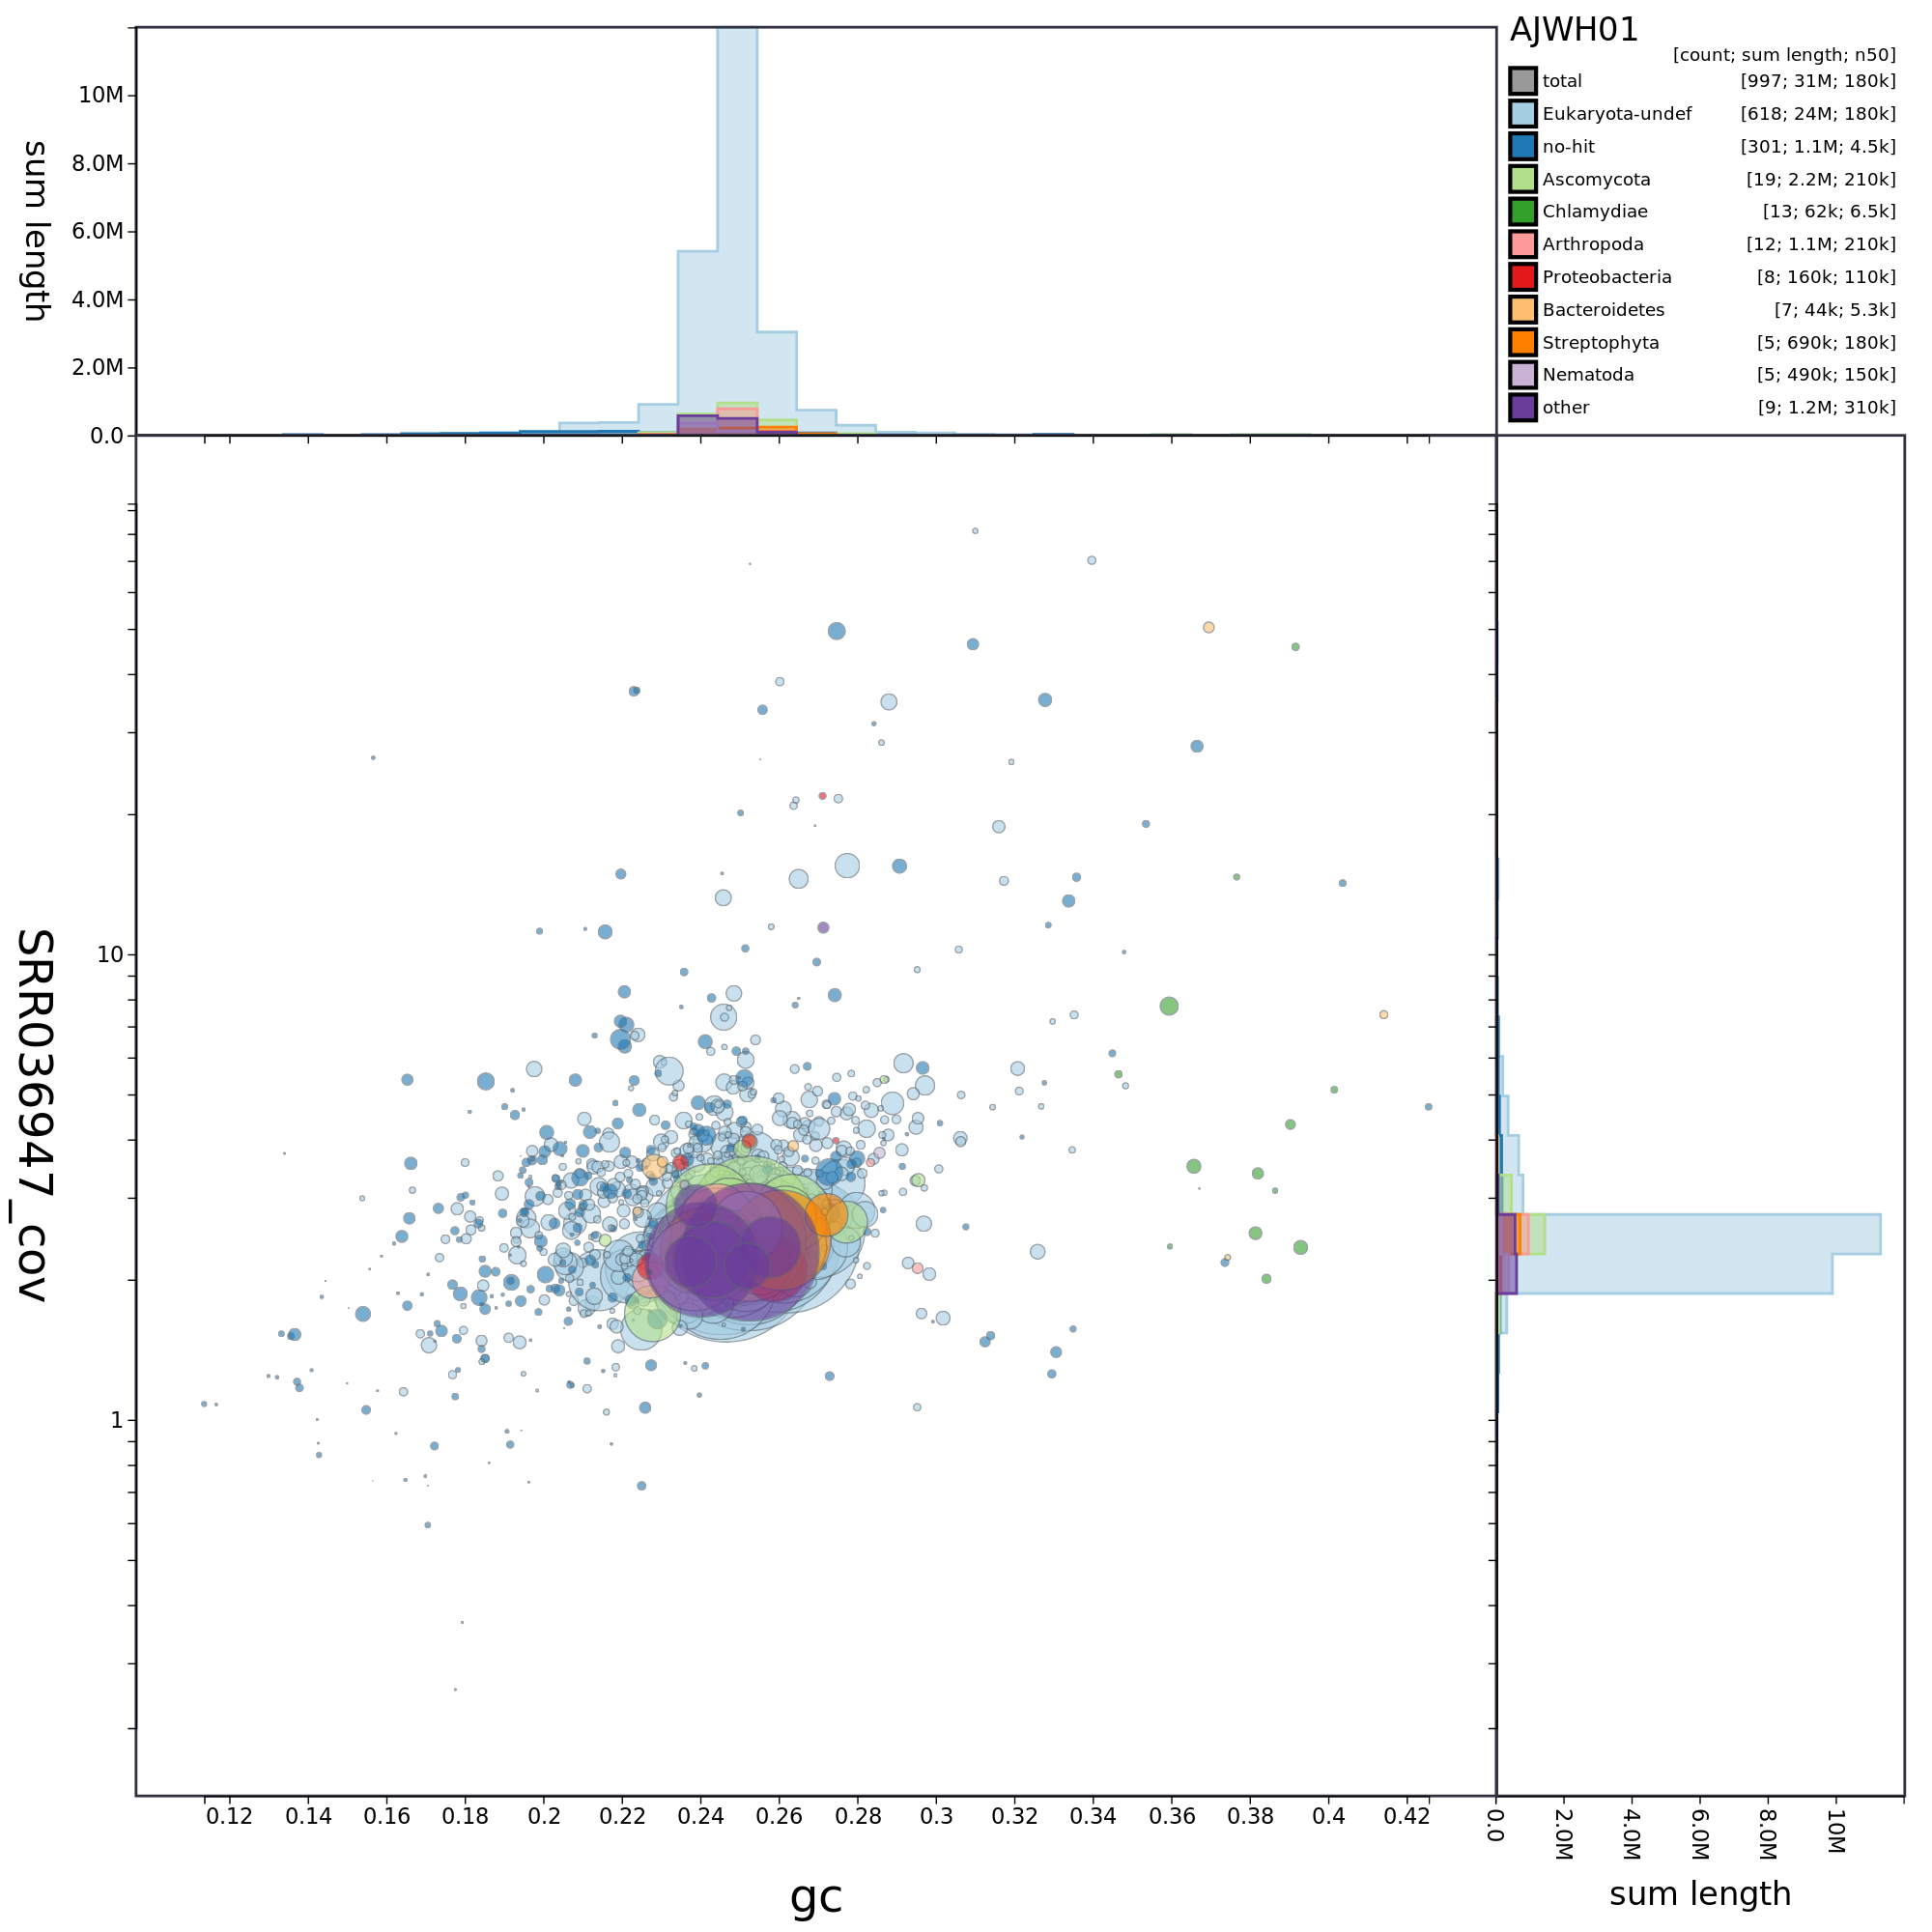 AJWH01
[count; sum length; n50]
total [997; 31M; 180k]
Eukaryota-undef [618; 24M; 180k]
no-hit [301; 1.1M; 4.5k]
Ascomycota [19; 2.2M; 210k]
Chlamydiae [13; 62k; 6.5k]
Arthropoda [12; 1.1M; 210k]
Proteobacteria [8; 160k; 110k]
Bacteroidetes [7; 44k; 5.3k]
Streptophyta [5; 690k; 180k]
Nematoda [5; 490k; 150k]
other [9; 1.2M; 310k]
sum length
10M
8.0M
6.0M
4.0M
2.0M
0.0
SRR036947_cov
10
1
0.12 0.14 0.16 0.18 0.2 0.22 0.24 0.26 0.28 0.3 0.32 0.34 0.36 0.38 0.4 0.42
gc
0.0 2.0M 4.0M 6.0M 8.0M 10M
sum length